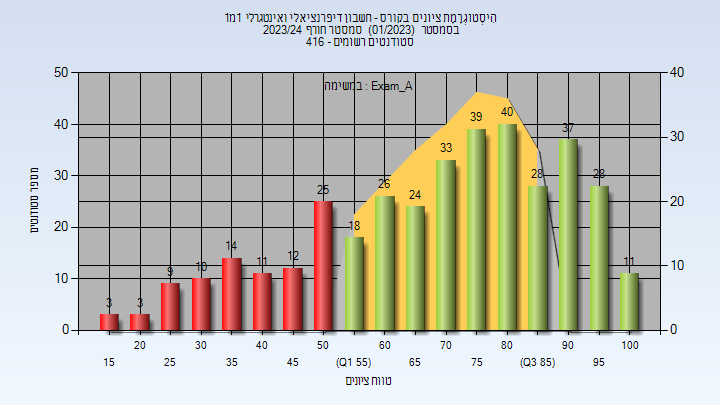 הִיסְטוֹגְרָמַת ציונים בקורס - חשבון דיפרנציאלי ואינטגרלי 1מ1
בסמסטר (01/2023) סמסטר חורף 2023/24
סטודנטים רשומים - 416
במשימה : Exam_A
מספר סטודנטים
50 40 30 20 10 0
40 30 20 10 0
3 3 9 10 14 11 12 25 18 26 24 33 39 40 28 37 28 11
20 30 40 50 60 70 80 90 100
15 25 35 45 (Q1 55) 65 75 (Q3 85) 95
טווח ציונים